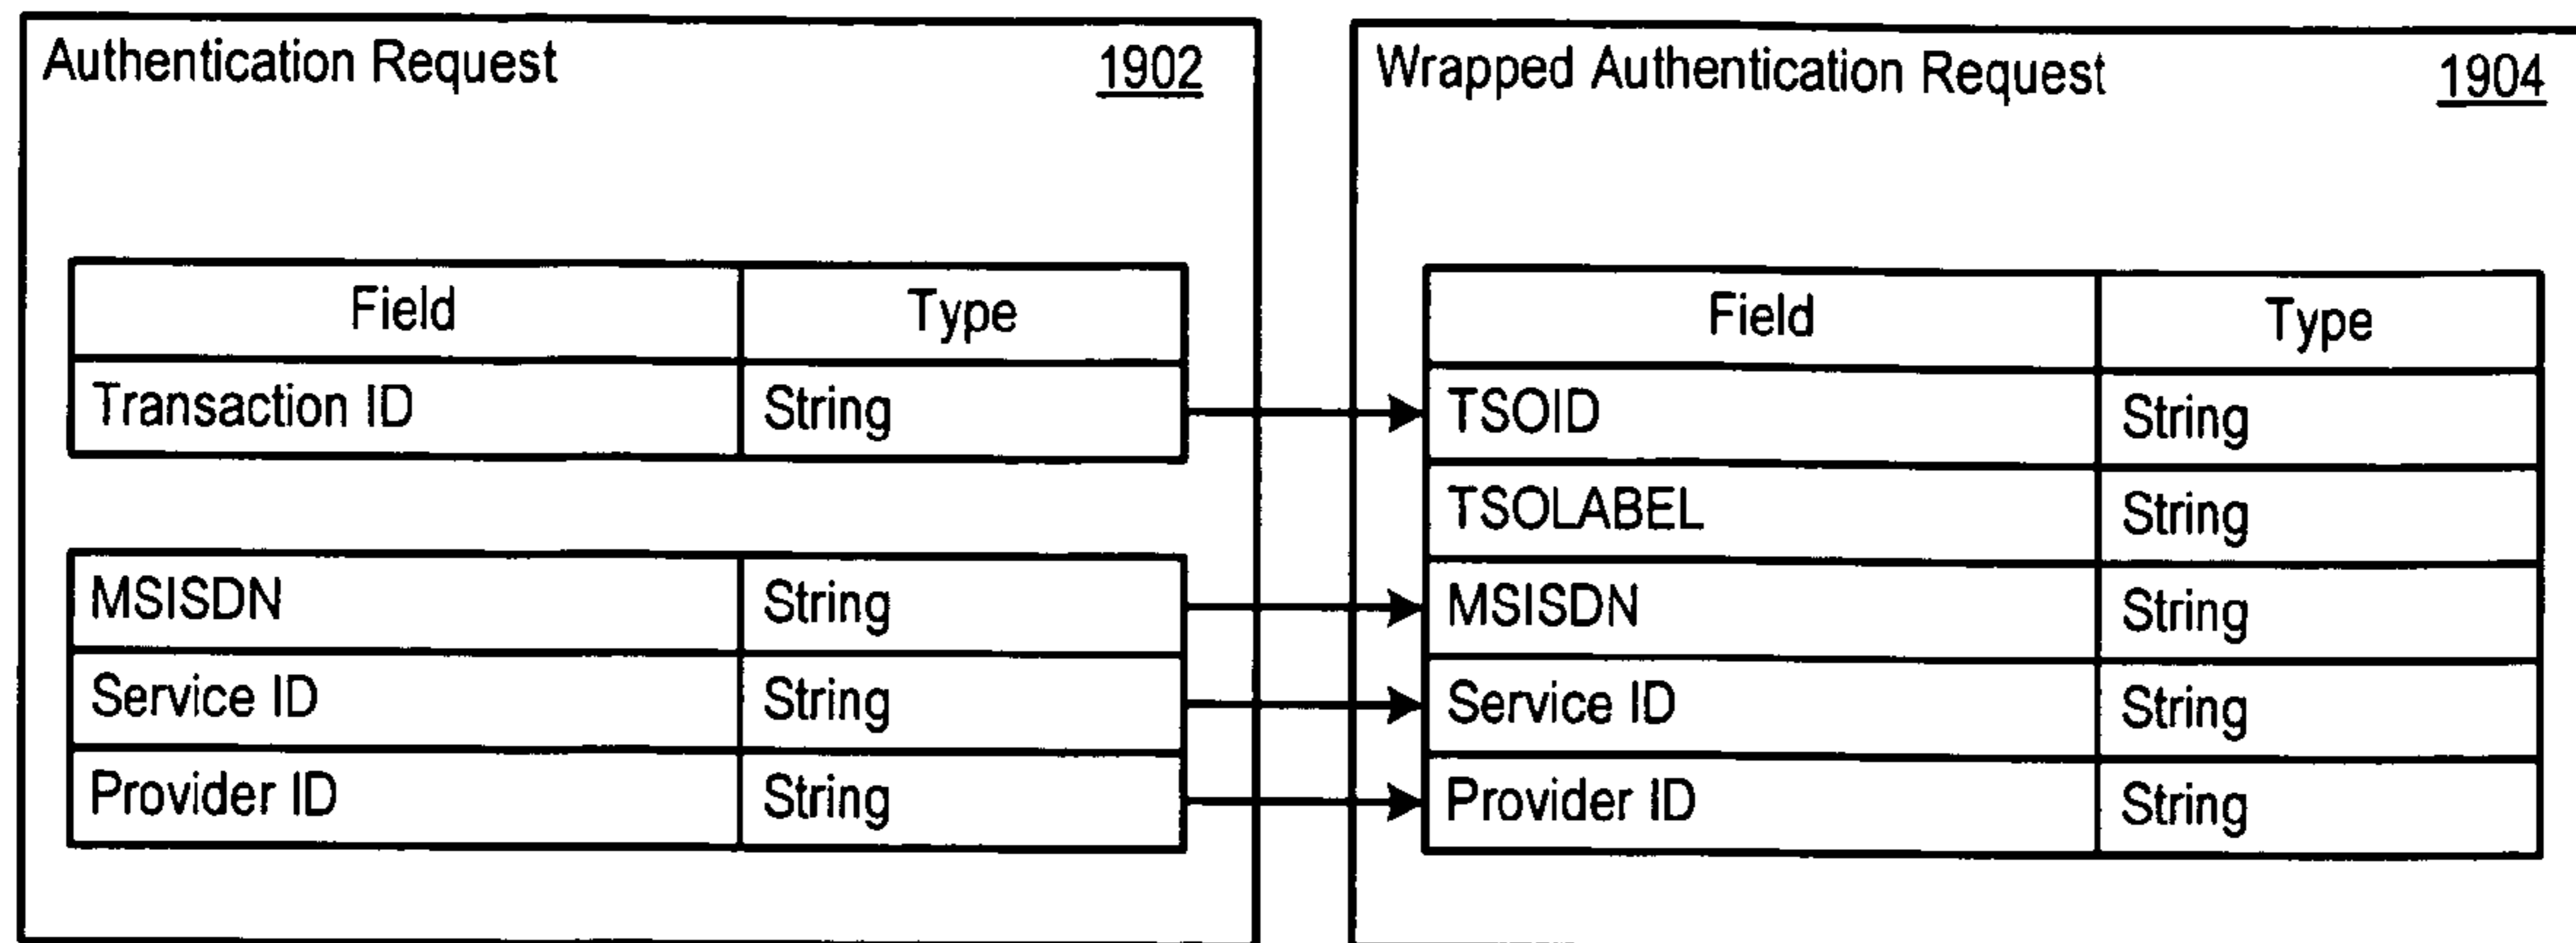 Authentication Request 1902
Field Type
Transaction ID String
MSISDN String
Service ID String
Provider ID String
Wrapped Authentication Request 1904
Field Type
TSOID String
TSOLABEL String
MSISDN String
Service ID String
Provider ID String